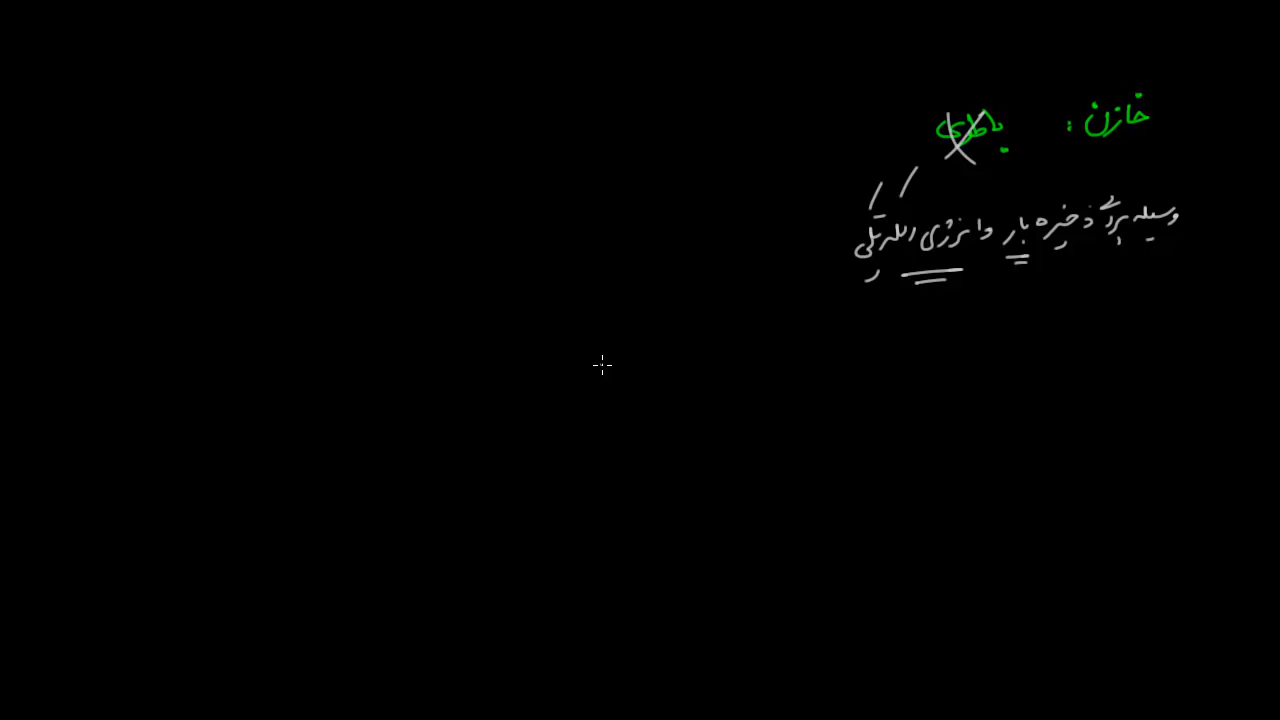 خازن : باطری
وسیله برای ذخیره بار و انرژی الکتریکی